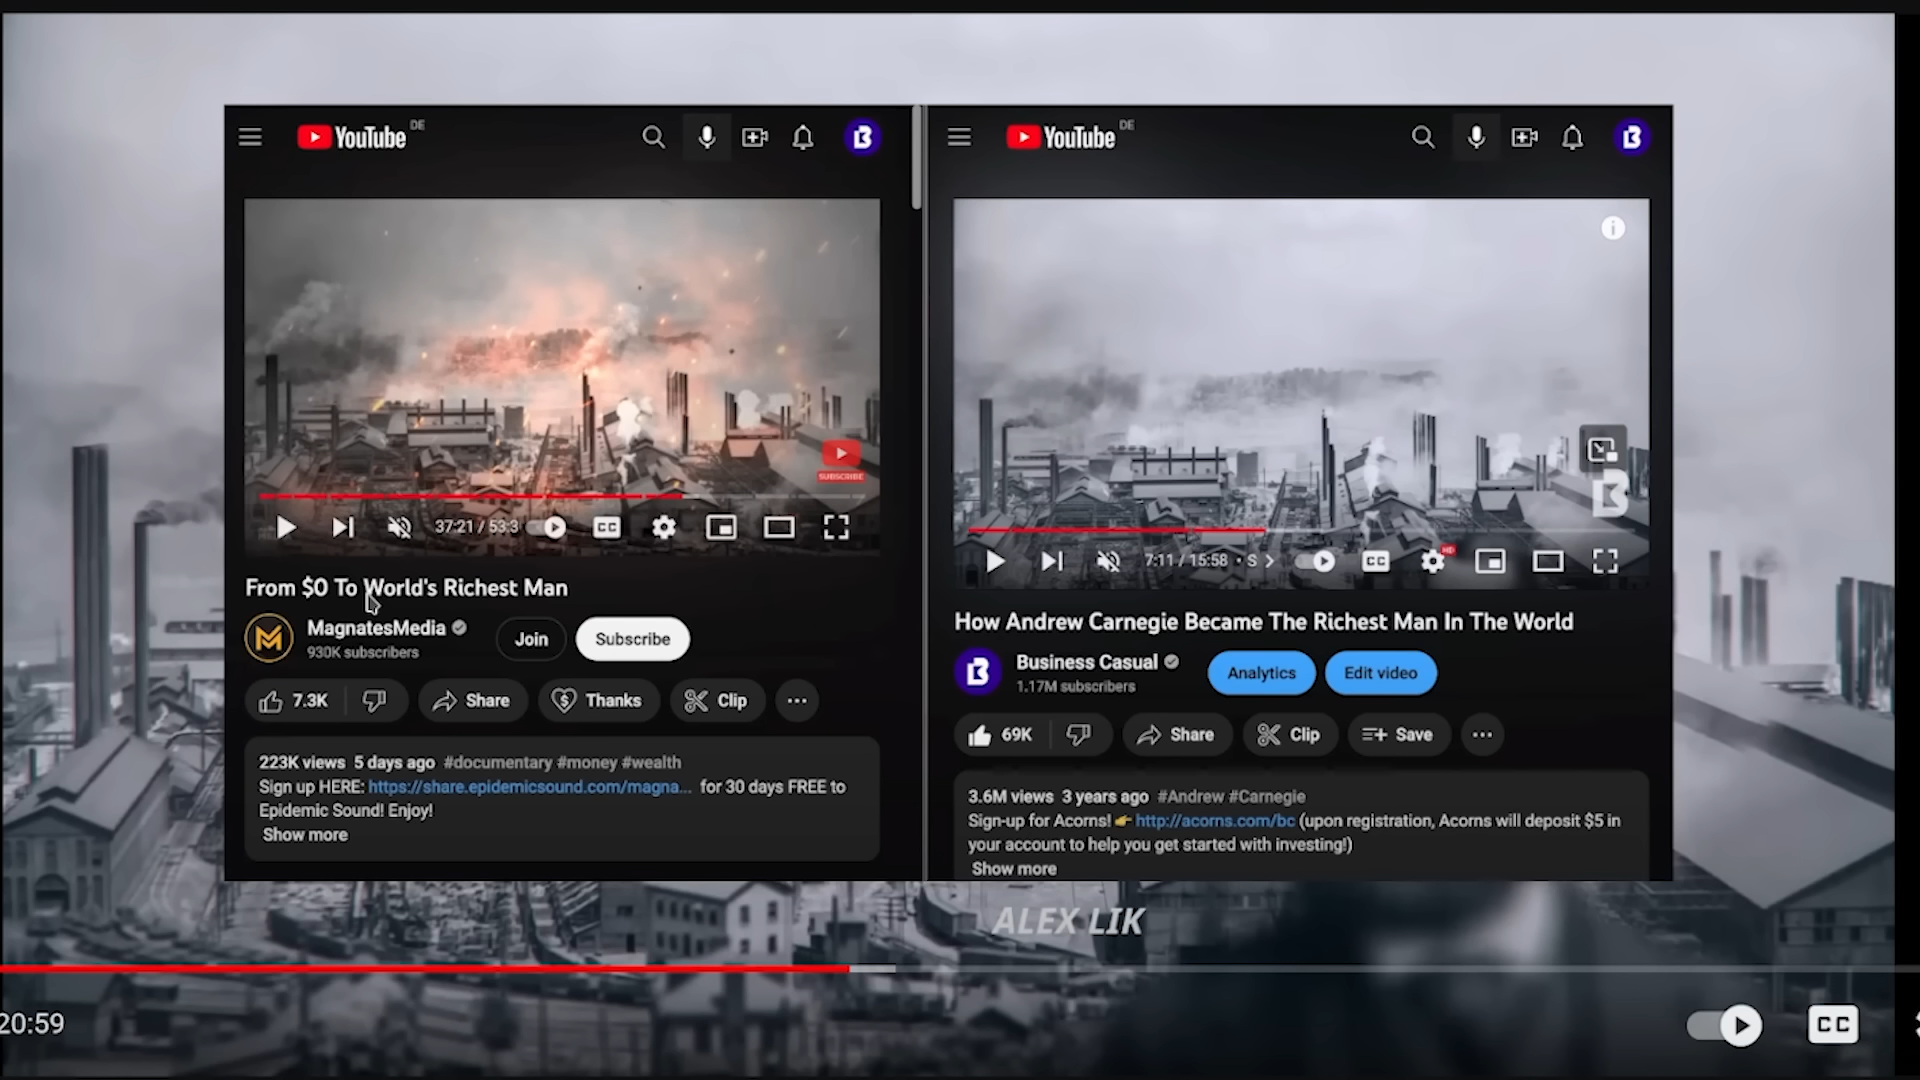 YouTube DE
SUBSCRIBE
37:21 / 53:3
CC
From $0 To World's Richest Man
MagnatesMedia
930K subscribers
Join
Subscribe
7.3K
Share
Thanks
Clip
223K views 5 days ago #documentary #money #wealth
Sign up HERE: https://share.epidemicsound.com/magna... for 30 days FREE to
Epidemic Sound! Enjoy!
Show more
YouTube DE
7:11 / 15:58 • S
CC
HD
How Andrew Carnegie Became The Richest Man In The World
Business Casual
1.17M subscribers
Analytics
Edit video
69K
Share
Clip
Save
3.6M views 3 years ago #Andrew #Carnegie
Sign-up for Acorns! http://acorns.com/bc (upon registration, Acorns will deposit $5 in
your account to help you get started with investing!)
Show more
ALEX LIK
20:59
CC